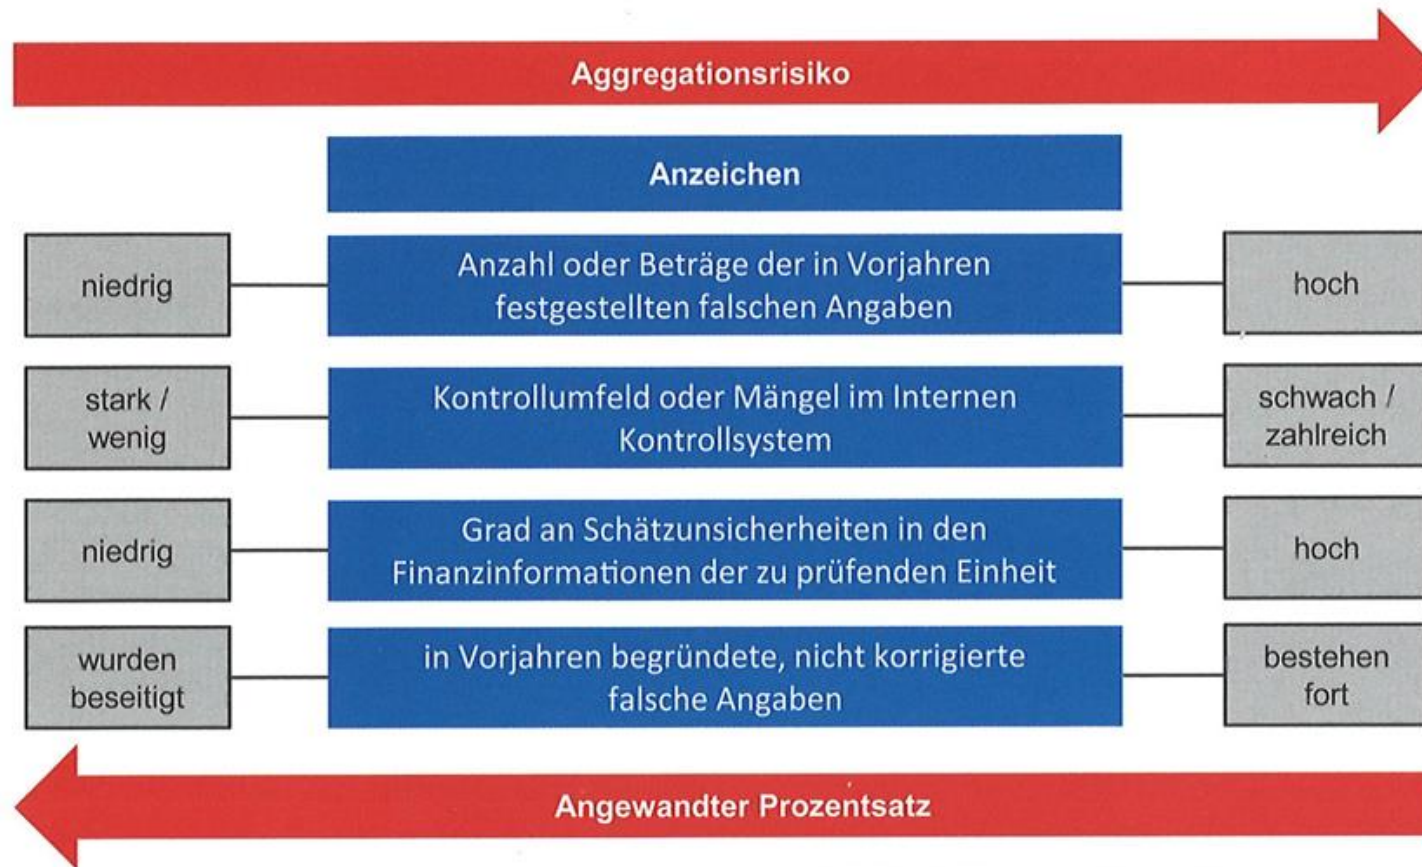 Aggregationsrisiko
Anzeichen
niedrig
Anzahl oder Beträge der in Vorjahren
festgestellten falschen Angaben
hoch
stark /
wenig
Kontrollumfeld oder Mängel im Internen
Kontrollsystem
schwach /
zahlreich
niedrig
Grad an Schätzunsicherheiten in den
Finanzinformationen der zu prüfenden Einheit
hoch
wurden
beseitigt
in Vorjahren begründete, nicht korrigierte
falsche Angaben
bestehen
fort
Angewandter Prozentsatz